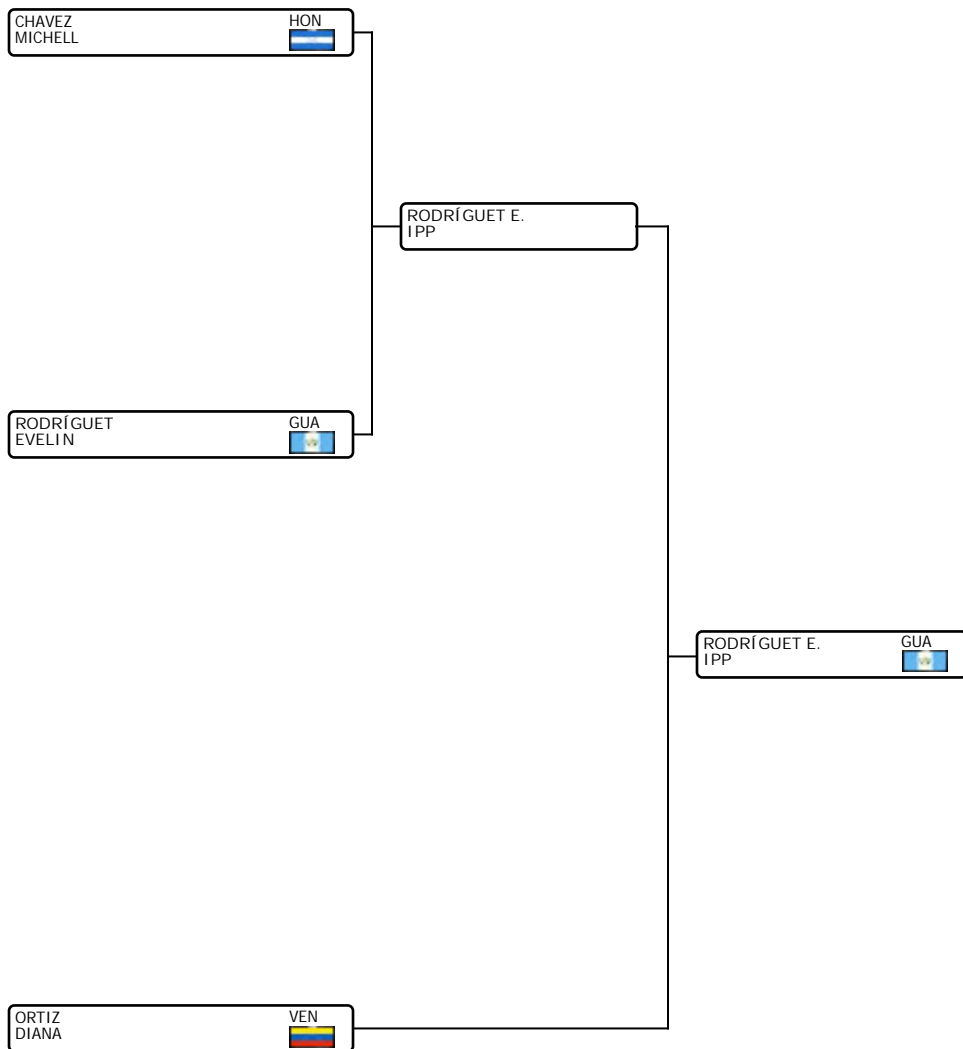 CHAVEZ HON
MICHELL
RODRÍGUET E.
IPP
RODRÍGUET GUA
EVELIN
RODRÍGUET E. GUA
IPP
ORTIZ VEN
DIANA